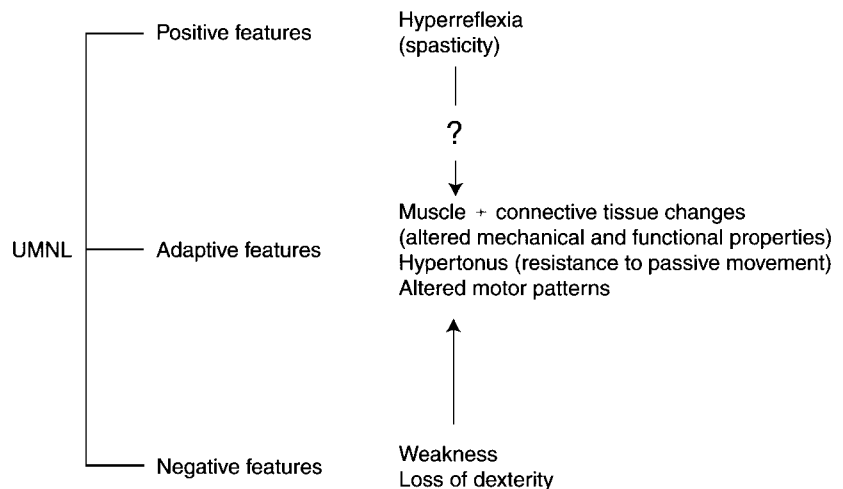 Positive features
Hyperreflexia
(spasticity)
?
UMNL
Adaptive features
Muscle + connective tissue changes
(altered mechanical and functional properties)
Hypertonus (resistance to passive movement)
Altered motor patterns
Negative features
Weakness
Loss of dexterity